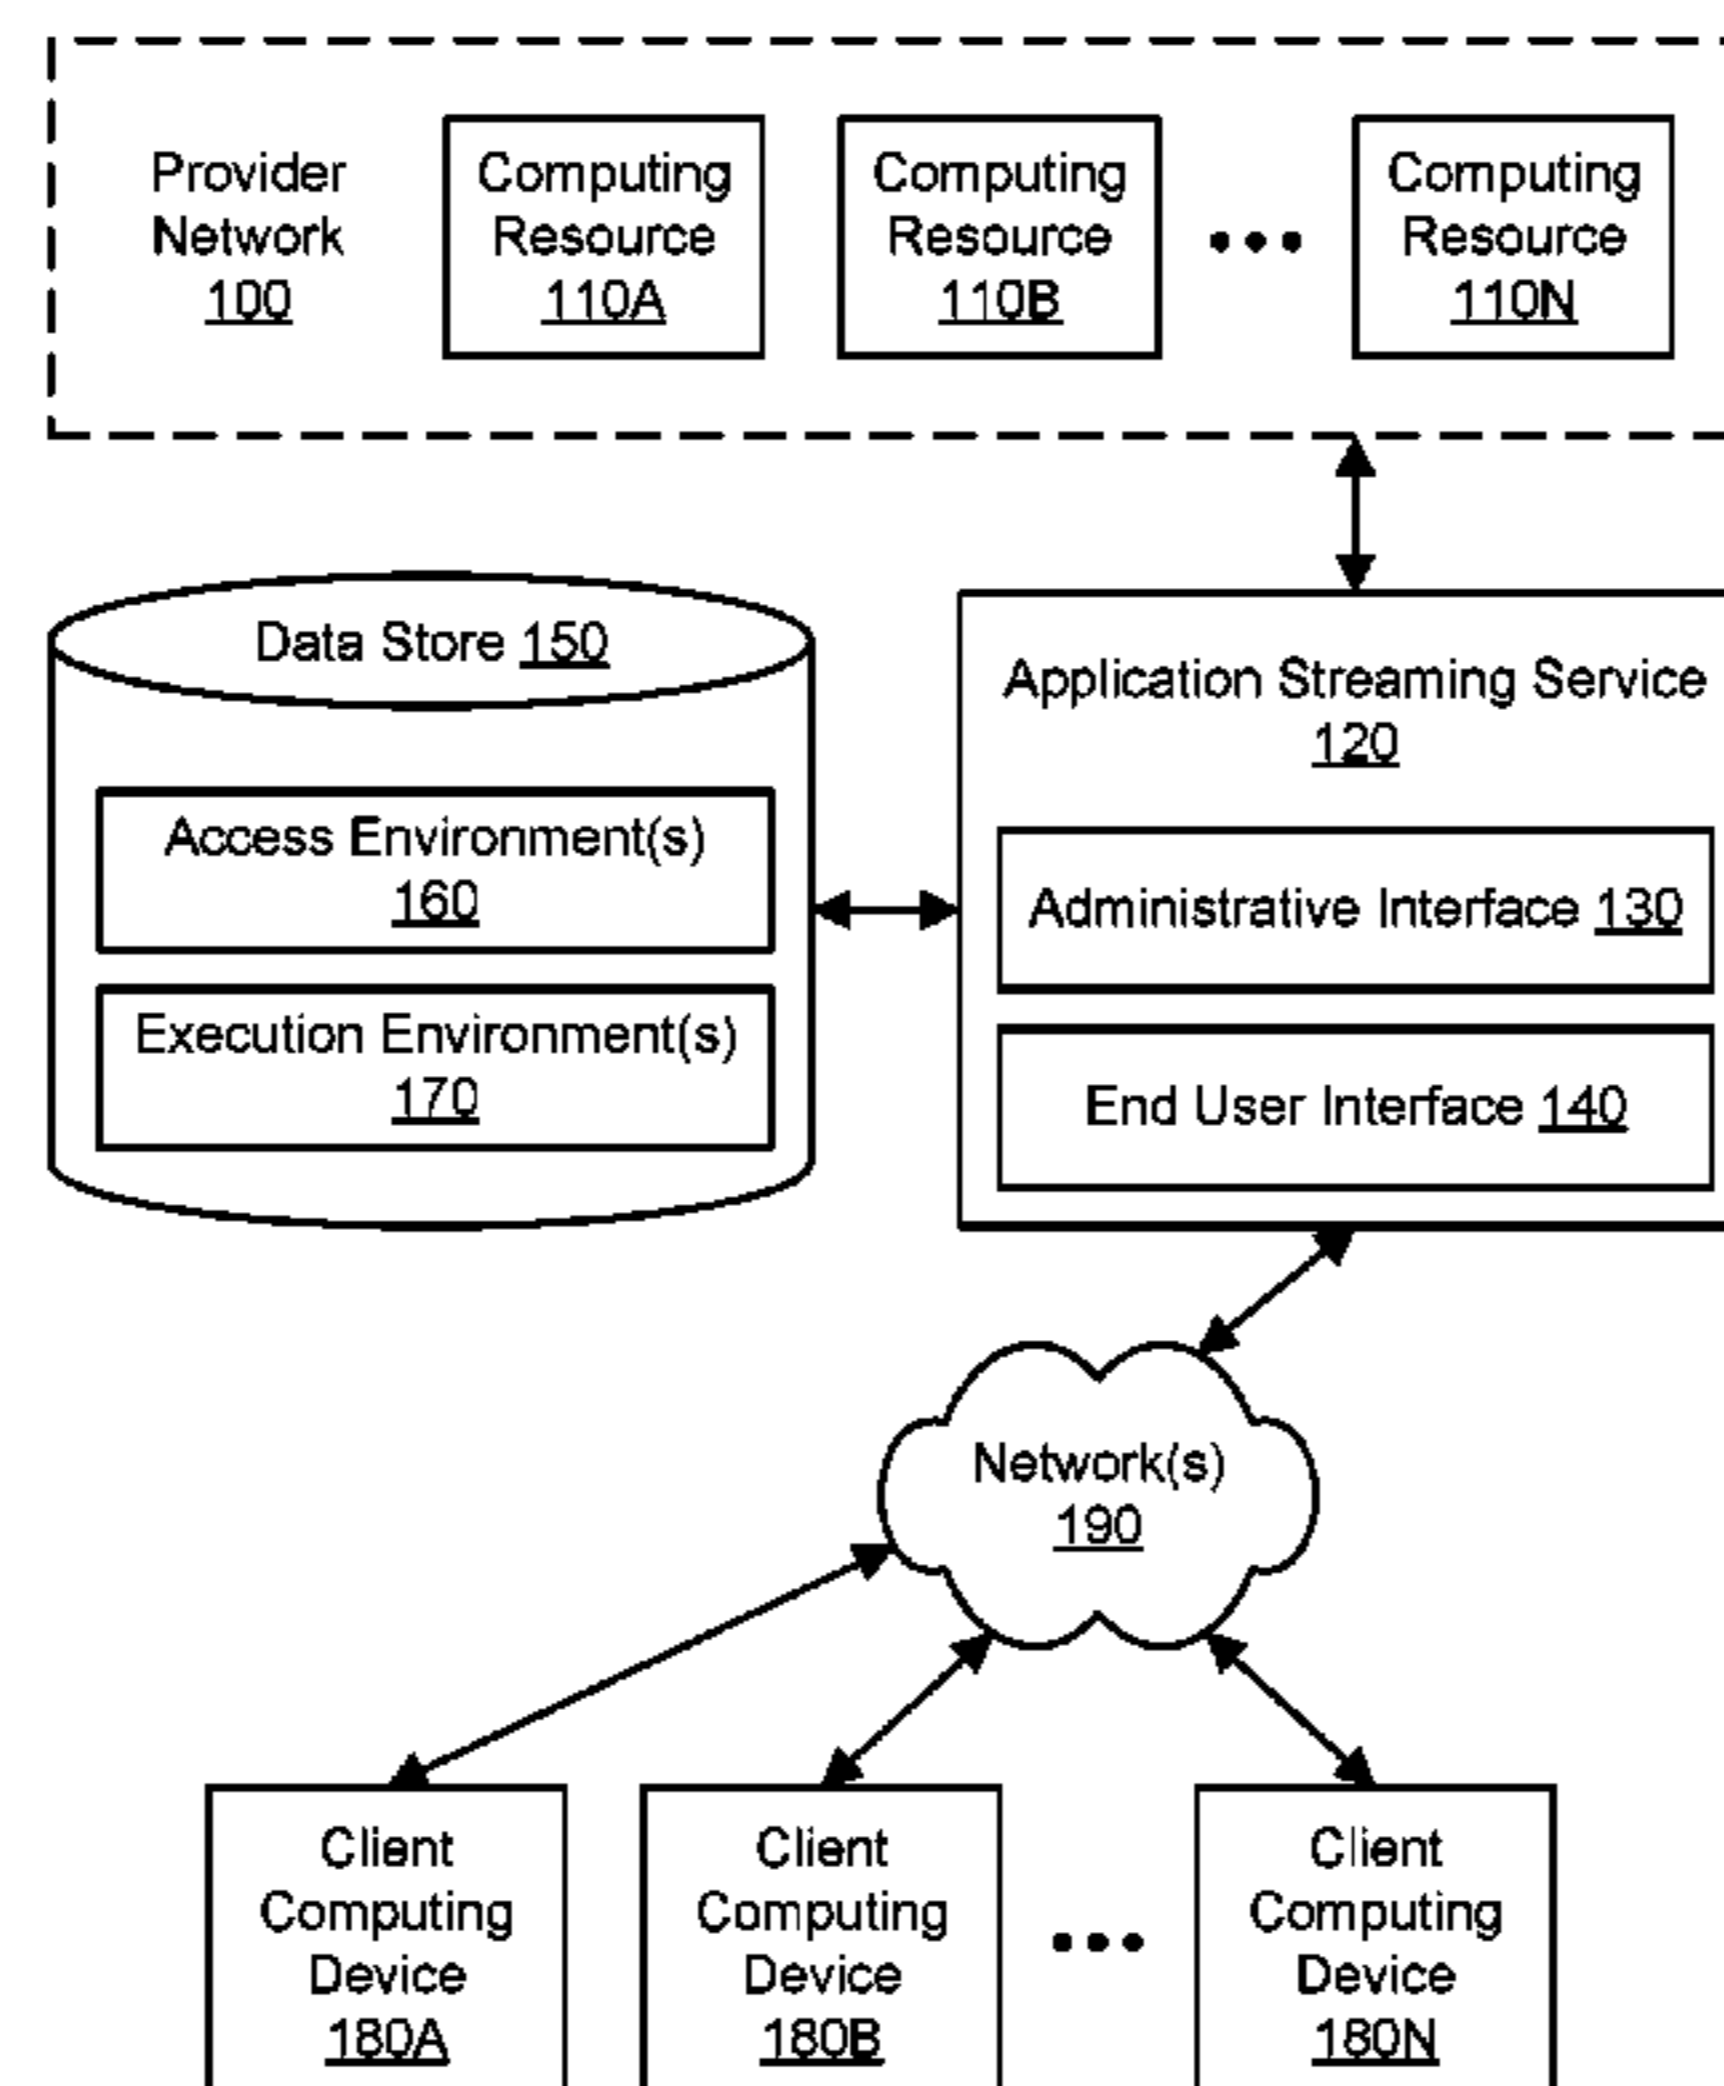 Provider
Network
100
Computing
Resource
110A
Computing
Resource
110B
Computing
Resource
110N
Data Store 150
Access Environment(s)
160
Execution Environment(s)
170
Application Streaming Service
120
Administrative Interface 130
End User Interface 140
Network(s)
190
Client
Computing
Device
180A
Client
Computing
Device
180B
Client
Computing
Device
180N